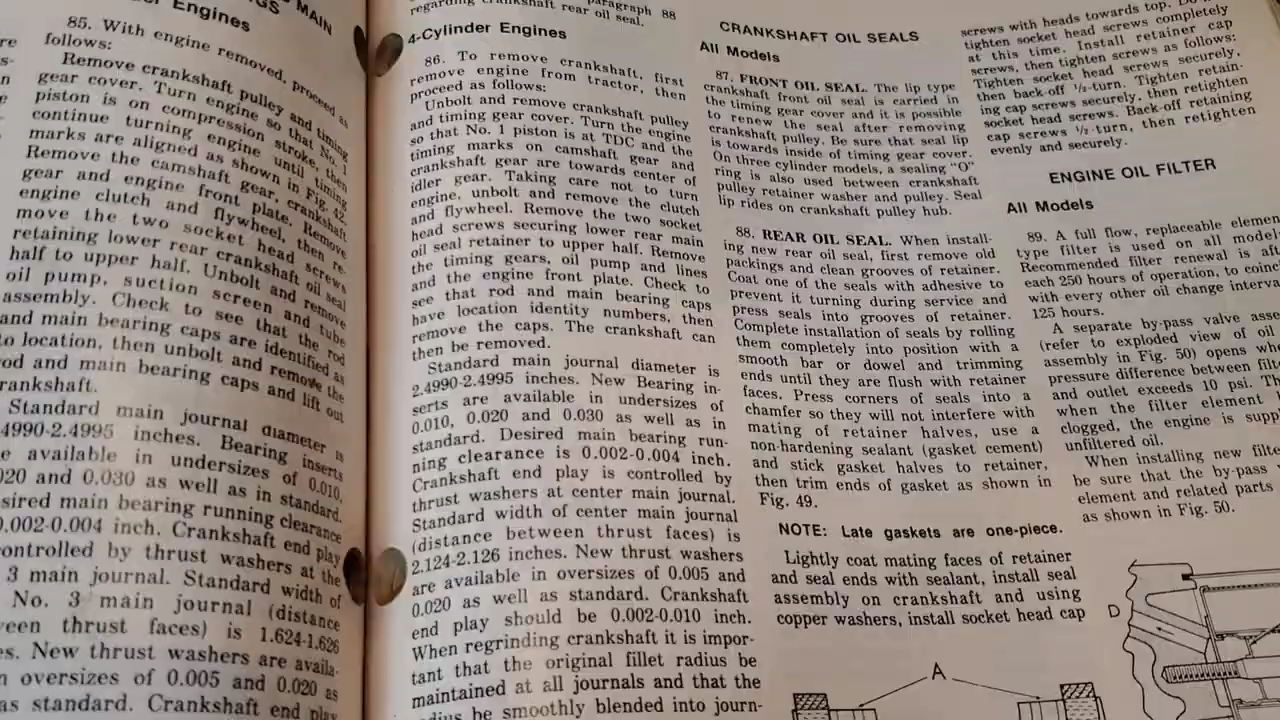 GS
MAIN
er Engines
85. With engine removed, proceed as
follows:
Remove crankshaft pulley and timing
gear cover. Turn engine so that No. 1
piston is on compression stroke, then
continue turning engine until timing
marks are aligned as shown in Fig. 42.
Remove the camshaft gear, crankshaft
gear and engine front plate. Remove
engine clutch and flywheel, then re-
move the two socket head screws
retaining lower rear crankshaft oil seal
half to upper half. Unbolt and remove
oil pump, suction screen and tube
assembly. Check to see that the rod
and main bearing caps are identified as
to location, then unbolt and remove the
rod and main bearing caps and lift out
crankshaft.
Standard main journal diameter is
4990-2.4995 inches. Bearing inserts
e available in undersizes of 0.010,
020 and 0.030 as well as in standard.
sired main bearing running clearance
0.002-0.004 inch. Crankshaft end play
ontrolled by thrust washers at the
3 main journal. Standard width of
No. 3 main journal (distance
ween thrust faces) is 1.624-1.626
es. New thrust washers are availa-
n oversizes of 0.005 and 0.020 as
as standard. Crankshaft end play
paragraph 88
regarding crankshaft rear oil seal.
4-Cylinder Engines
86. To remove crankshaft, first
remove engine from tractor, then
proceed as follows:
Unbolt and remove crankshaft pulley
and timing gear cover. Turn the engine
so that No. 1 piston is at TDC and the
timing marks on camshaft gear and
crankshaft gear are towards center of
idler gear. Taking care not to turn
engine, unbolt and remove the clutch
and flywheel. Remove the two socket
head screws securing lower rear main
oil seal retainer to upper half. Remove
the timing gears, oil pump and lines
and the engine front plate. Check to
see that rod and main bearing caps
have location identity numbers, then
remove the caps. The crankshaft can
then be removed.
Standard main journal diameter is
2.4990-2.4995 inches. New Bearing in-
serts are available in undersizes of
0.010, 0.020 and 0.030 as well as in
standard. Desired main bearing run-
ning clearance is 0.002-0.004 inch.
Crankshaft end play is controlled by
thrust washers at center main journal.
Standard width of center main journal
(distance between thrust faces) is
2.124-2.126 inches. New thrust washers
are available in oversizes of 0.005 and
0.020 as well as standard. Crankshaft
end play should be 0.002-0.010 inch.
When regrinding crankshaft it is impor-
tant that the original fillet radius be
maintained at all journals and that the
radius be smoothly blended into journ-
CRANKSHAFT OIL SEALS
All Models
87. FRONT OIL SEAL. The lip type
crankshaft front oil seal is carried in
the timing gear cover and it is possible
to renew the seal after removing
crankshaft pulley. Be sure that seal lip
is towards inside of timing gear cover.
On three cylinder models, a sealing "O"
ring is also used between crankshaft
pulley retainer washer and pulley. Seal
lip rides on crankshaft pulley hub.
88. REAR OIL SEAL. When install-
ing new rear oil seal, first remove old
packings and clean grooves of retainer.
Coat one of the seals with adhesive to
prevent it turning during service and
press seals into grooves of retainer.
Complete installation of seals by rolling
them completely into position with a
smooth bar or dowel and trimming
ends until they are flush with retainer
faces. Press corners of seals into a
chamfer so they will not interfere with
mating of retainer halves, use a
non-hardening sealant (gasket cement)
and stick gasket halves to retainer,
then trim ends of gasket as shown in
Fig. 49.
NOTE: Late gaskets are one-piece.
Lightly coat mating faces of retainer
and seal ends with sealant, install seal
assembly on crankshaft and using
copper washers, install socket head cap
A
screws with heads towards top. Do
tighten socket head screws completely
at this time. Install retainer cap
screws, then tighten screws as follows:
Tighten socket head screws securely,
then back-off ½-turn. Tighten retain-
ing cap screws securely, then retighten
socket head screws. Back-off retaining
cap screws ½-turn, then retighten
evenly and securely.
ENGINE OIL FILTER
All Models
89. A full flow, replaceable elemen
type filter is used on all model
Recommended filter renewal is aft
each 250 hours of operation, to coinc
with every other oil change interva
125 hours.
A separate by-pass valve asse
(refer to exploded view of oil
assembly in Fig. 50) opens whe
pressure difference between filte
and outlet exceeds 10 psi. Th
when the filter element
clogged, the engine is supp
unfiltered oil.
When installing new filte
be sure that the by-pass
element and related parts
as shown in Fig. 50.
D